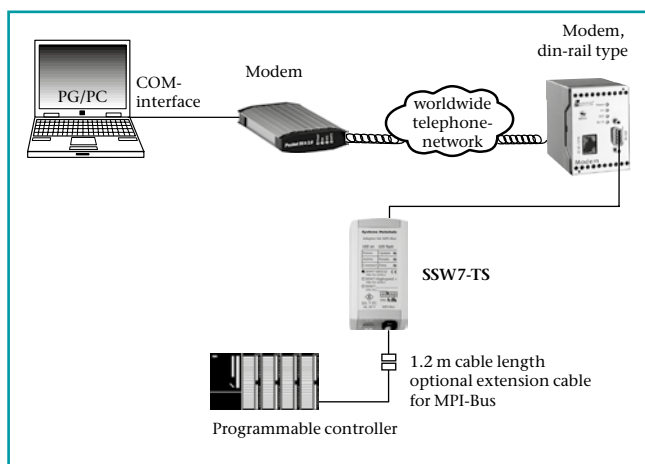 Modem,
din-rail type
Modem
COM-
interface
PG/PC
worldwide
telephone-
network
Modem
SSW7-TS
1.2 m cable length
optional extension cable
for MPI-Bus
Programmable controller